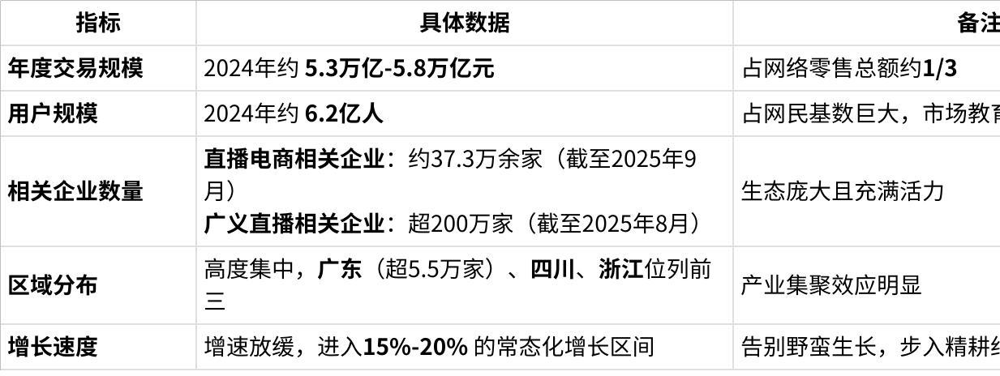 指标 具体数据 备注
年度交易规模 2024年约 5.3万亿-5.8万亿元 占网络零售总额约1/3
用户规模 2024年约 6.2亿人 占网民基数巨大，市场教育
相关企业数量 直播电商相关企业：约37.3万余家（截至2025年9
月）
广义直播相关企业：超200万家（截至2025年8月） 生态庞大且充满活力
区域分布 高度集中，广东（超5.5万家）、四川、浙江位列前
三 产业集聚效应明显
增长速度 增速放缓，进入15%-20% 的常态化增长区间 告别野蛮生长，步入精耕